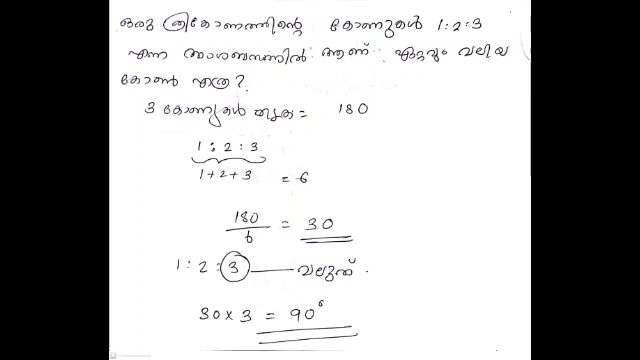 ഒരു ത്രികോണത്തിന്റെ കോണുകൾ 1:2:3
എന്ന അംശബന്ധത്തിൽ ആണ് ഏറ്റവും വലിയ
കോൺ എത്ര?
3 കോണുകൾ തുക = 180
1 : 2 : 3
1+2+3 = 6
180/6 = 30
1 : 2 : 3 — വലുത്.
30 x 3 = 90°